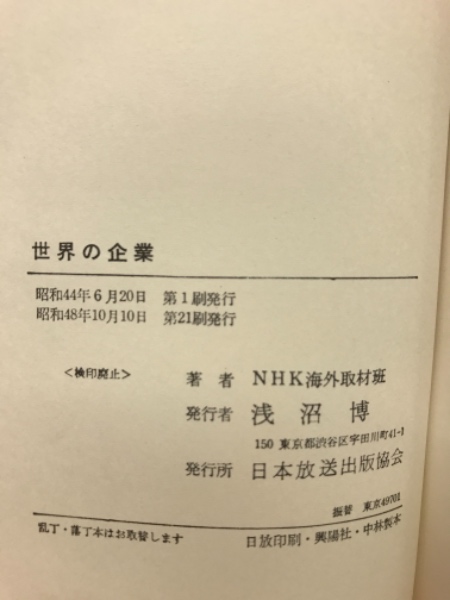 世界の企業
昭和44年6月20日 第1刷発行
昭和48年10月10日 第21刷発行
<検印廃止>
著者 NHK海外取材班
発行者 浅沼博
150 東京都渋谷区宇田川町41-1
発行所 日本放送出版協会
振替 東京49701
乱丁・落丁本はお取替します
日放印刷・興陽社・中林製本